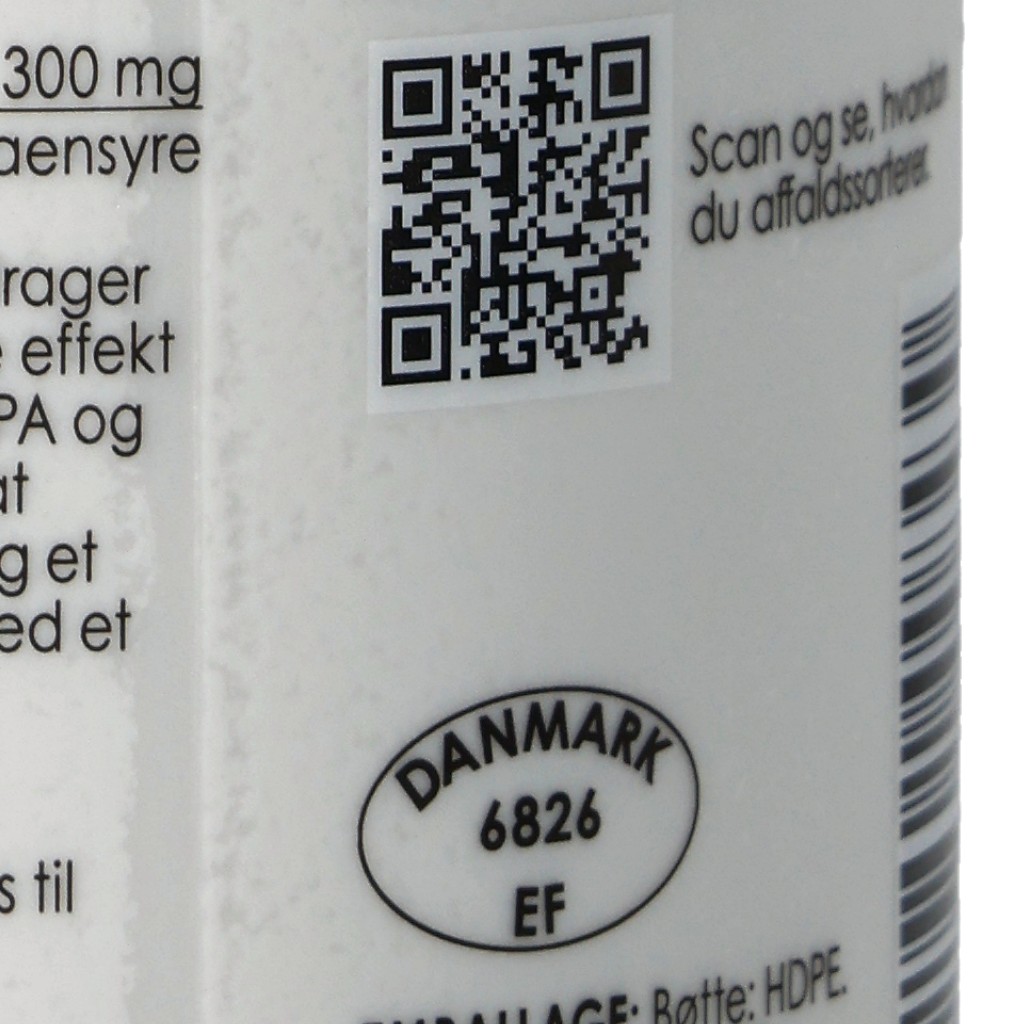 300 mg
aensyre
rager
effekt
PA og
at
g et
ed et
s til
Scan og se, hvordan
du affaldssorterer.
DANMARK
6826
EF
EMBALLAGE: Bøtte: HDPE.